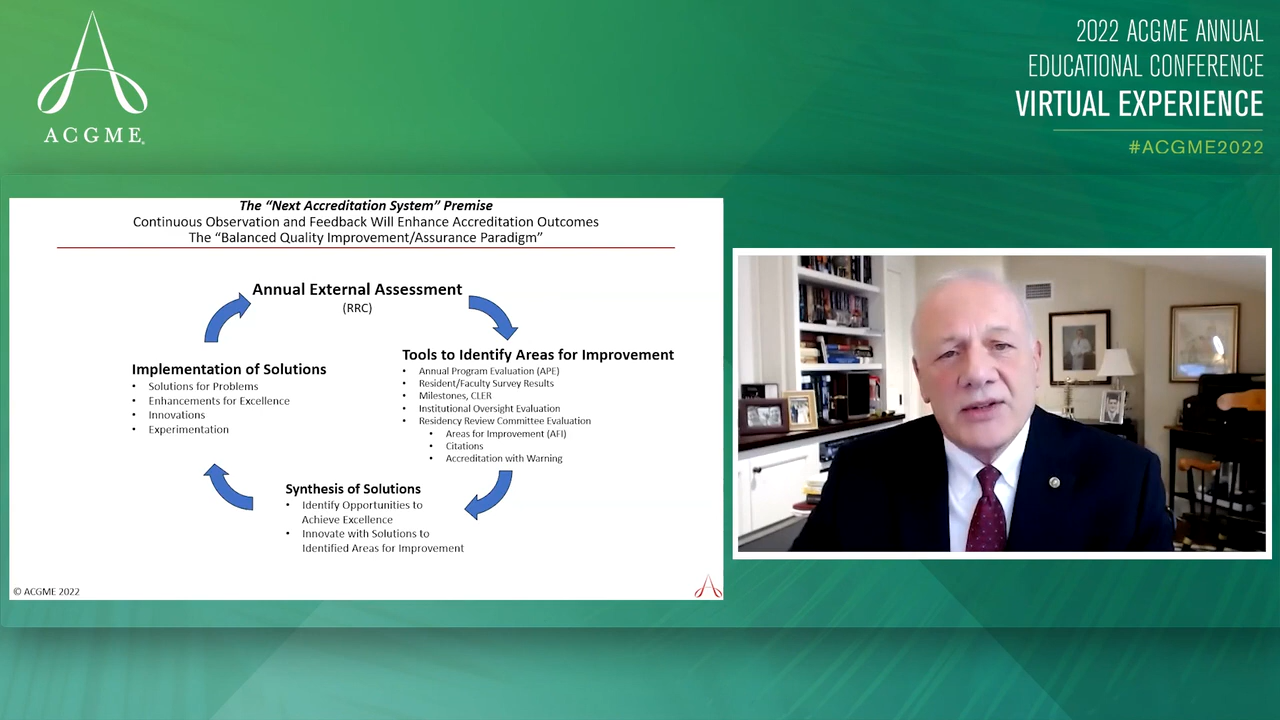 ACGME
2022 ACGME ANNUAL
EDUCATIONAL CONFERENCE
VIRTUAL EXPERIENCE
#ACGME2022
The “Next Accreditation System” Premise
Continuous Observation and Feedback Will Enhance Accreditation Outcomes
The “Balanced Quality Improvement/Assurance Paradigm”
Annual External Assessment
(RRC)
Tools to Identify Areas for Improvement
• Annual Program Evaluation (APE)
• Resident/Faculty Survey Results
• Milestones, CLER
• Institutional Oversight Evaluation
• Residency Review Committee Evaluation
• Areas for Improvement (AFI)
• Citations
• Accreditation with Warning
Synthesis of Solutions
• Identify Opportunities to
Achieve Excellence
• Innovate with Solutions to
Identified Areas for Improvement
Implementation of Solutions
• Solutions for Problems
• Enhancements for Excellence
• Innovations
• Experimentation
© ACGME 2022